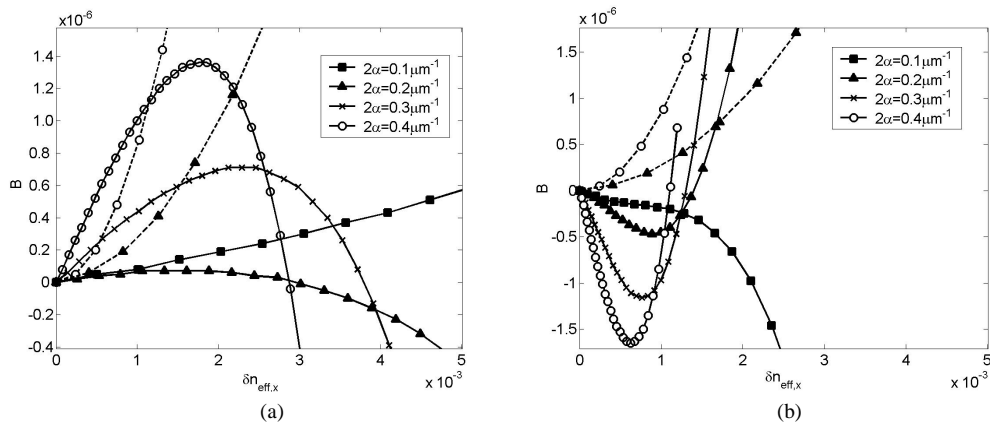 x10⁻⁶
1.4
1.2
1.0
0.8
0.6
0.4
0.2
0
-0.2
-0.4
B
2α=0.1μm⁻¹
2α=0.2μm⁻¹
2α=0.3μm⁻¹
2α=0.4μm⁻¹
0 1 2 3 4 5
δn_eff,x
x 10⁻³
(a)
x 10⁻⁶
1.5
1
0.5
0
-0.5
-1
-1.5
B
2α=0.1μm⁻¹
2α=0.2μm⁻¹
2α=0.3μm⁻¹
2α=0.4μm⁻¹
0 1 2 3 4 5
δn_eff,x
x 10⁻³
(b)